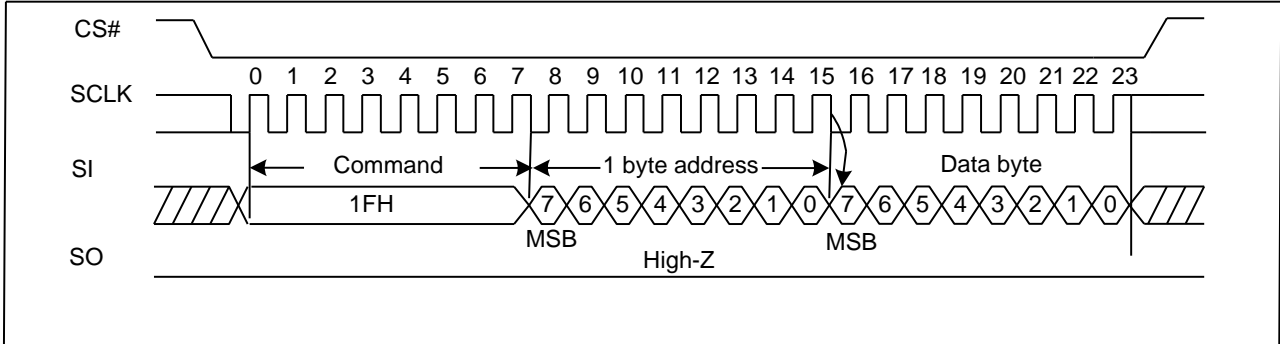 CS#
0 1 2 3 4 5 6 7 8 9 10 11 12 13 14 15 16 17 18 19 20 21 22 23
SCLK
SI
Command 1 byte address Data byte
1FH 7 6 5 4 3 2 1 0 7 6 5 4 3 2 1 0
MSB MSB
SO
High-Z